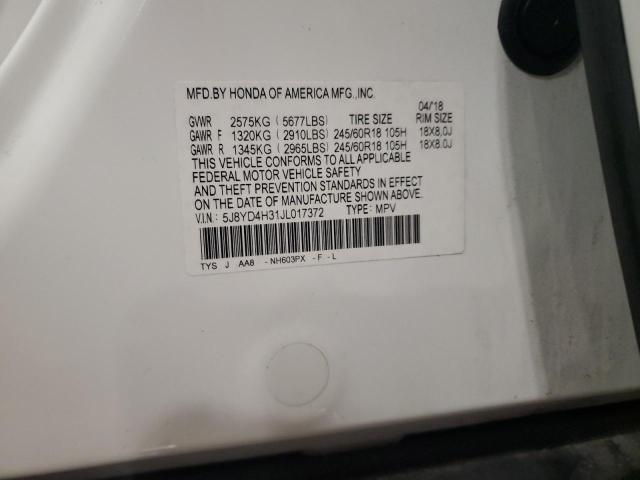 MFD.BY HONDA OF AMERICA MFG.,INC.
04/18
GVWR 2575KG ( 5677LBS) TIRE SIZE RIM SIZE
GAWR F 1320KG ( 2910LBS) 245/60R18 105H 18X8.0J
GAWR R 1345KG ( 2965LBS) 245/60R18 105H 18X8.0J
THIS VEHICLE CONFORMS TO ALL APPLICABLE
FEDERAL MOTOR VEHICLE SAFETY
AND THEFT PREVENTION STANDARDS IN EFFECT
ON THE DATE OF MANUFACTURE SHOWN ABOVE.
V.I.N.: 5J8YD4H31JL017372 TYPE: MPV
TYS J AA8 - NH603PX - F - L